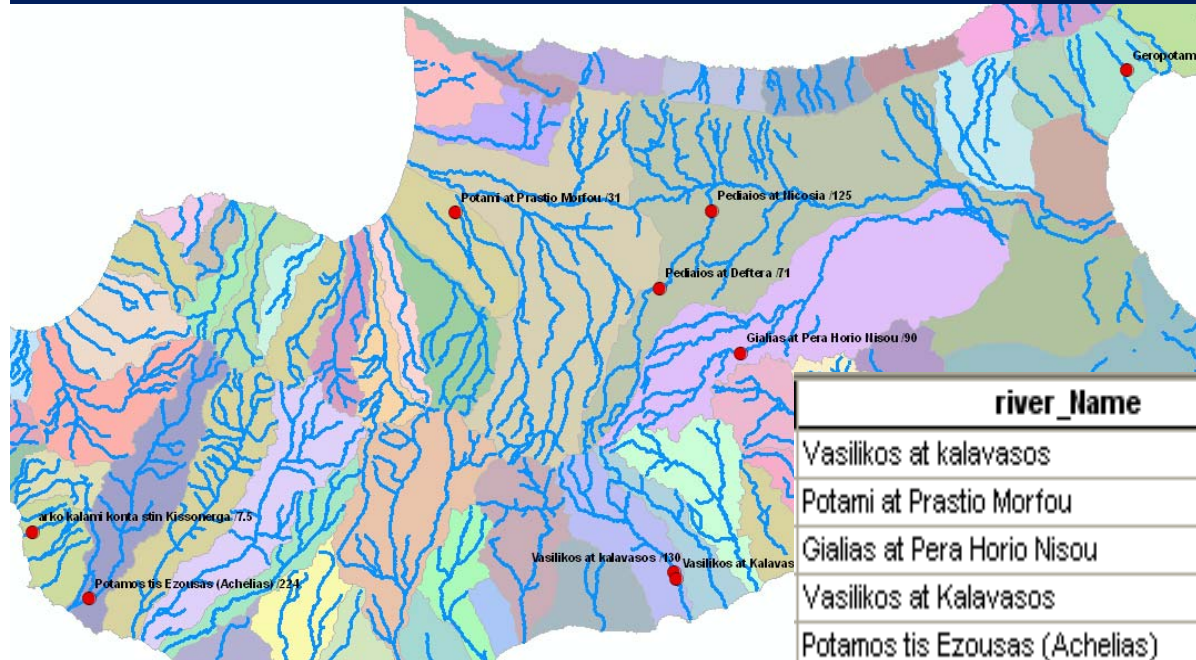 Geropotam
Potami at Prastio Morfou /31
Pediaios at Nicosia /125
Pediaios at Deftera /71
Gialias at Pera Horio Nisou /90
arko kalami konta stin Kissonerga /7.5
Vasilikos at kalavasos /130
Vasilikos at Kalavas
Potamos tis Ezousas (Achelias) /224
river_Name
Vasilikos at kalavasos
Potami at Prastio Morfou
Gialias at Pera Horio Nisou
Vasilikos at Kalavasos
Potamos tis Ezousas (Achelias)